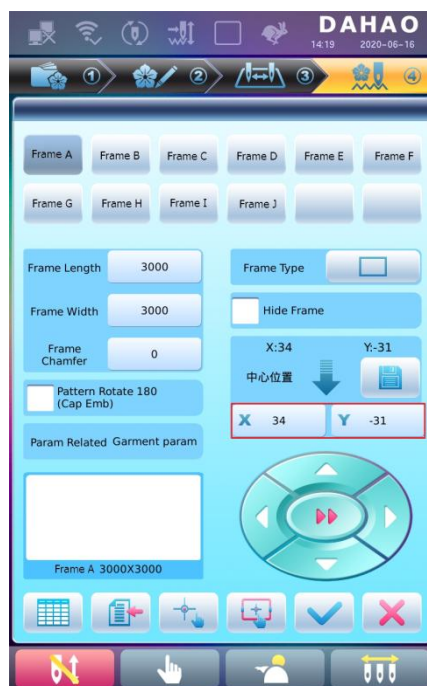 DAHAO
14:19 2020-06-16
① ② ③ ④
Frame A Frame B Frame C Frame D Frame E Frame F
Frame G Frame H Frame I Frame J
Frame Length 3000
Frame Type
Frame Width 3000
Hide Frame
Frame
Chamfer
0
X:34 Y:-31
中心位置
Pattern Rotate 180
(Cap Emb)
X 34 Y -31
Param Related Garment param
Frame A 3000X3000